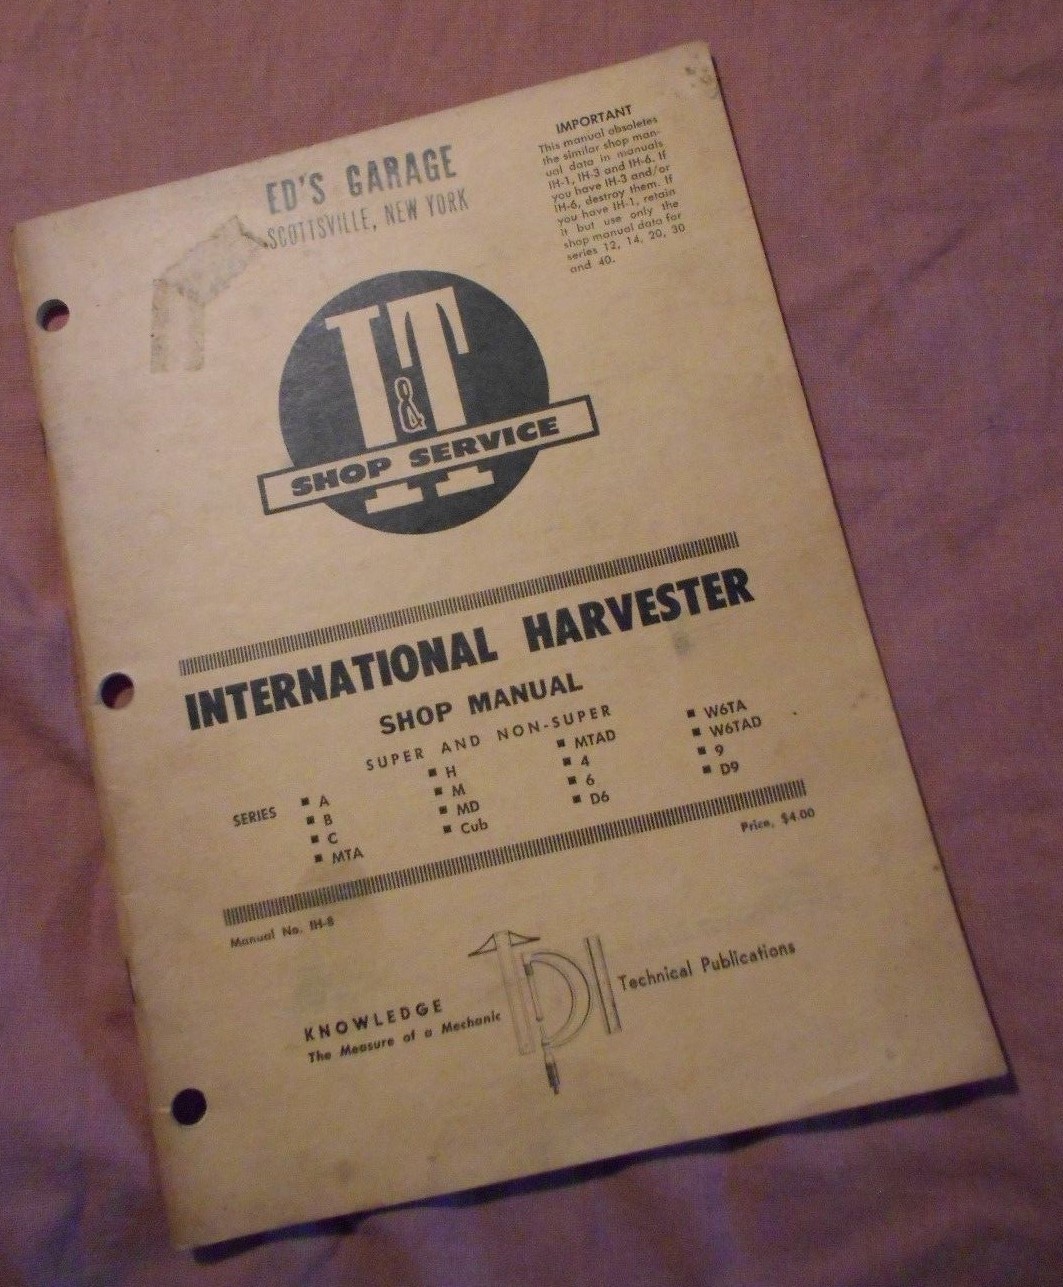 ED'S GARAGE
SCOTTSVILLE, NEW YORK
IMPORTANT
This manual obsoletes
the similar shop man-
ual data in manuals
IH-1, IH-3 and IH-6. If
you have IH-3 and/or
IH-6, destroy them. If
you have IH-1, retain
it but use only the
shop manual data for
series 12, 14, 20, 30
and 40.
I&T
SHOP SERVICE
INTERNATIONAL HARVESTER
SHOP MANUAL
SUPER AND NON-SUPER
SERIES
■ A
■ B
■ C
■ MTA
■ H
■ M
■ MD
■ Cub
■ MTAD
■ 4
■ 6
■ D6
■ W6TA
■ W6TAD
■ 9
■ D9
Price, $4.00
Manual No. IH-8
KNOWLEDGE
The Measure of a Mechanic
TPI
Technical Publications